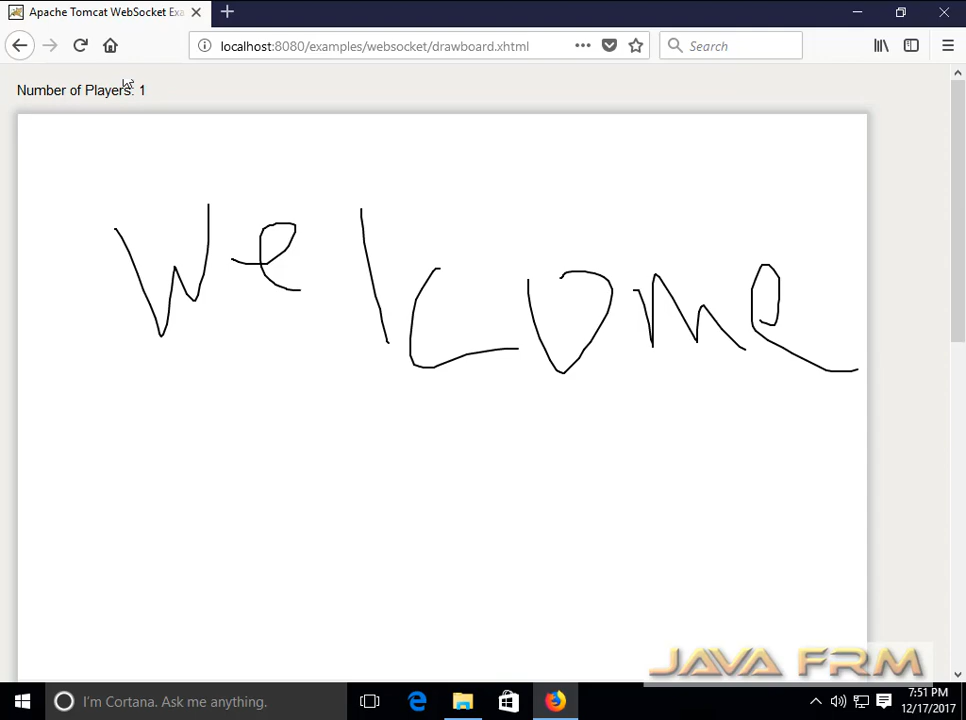 Apache Tomcat WebSocket Exa
localhost:8080/examples/websocket/drawboard.xhtml
Search
Number of Players: 1
Welcome
JAVA FRM
I'm Cortana. Ask me anything.
7:51 PM
12/17/2017